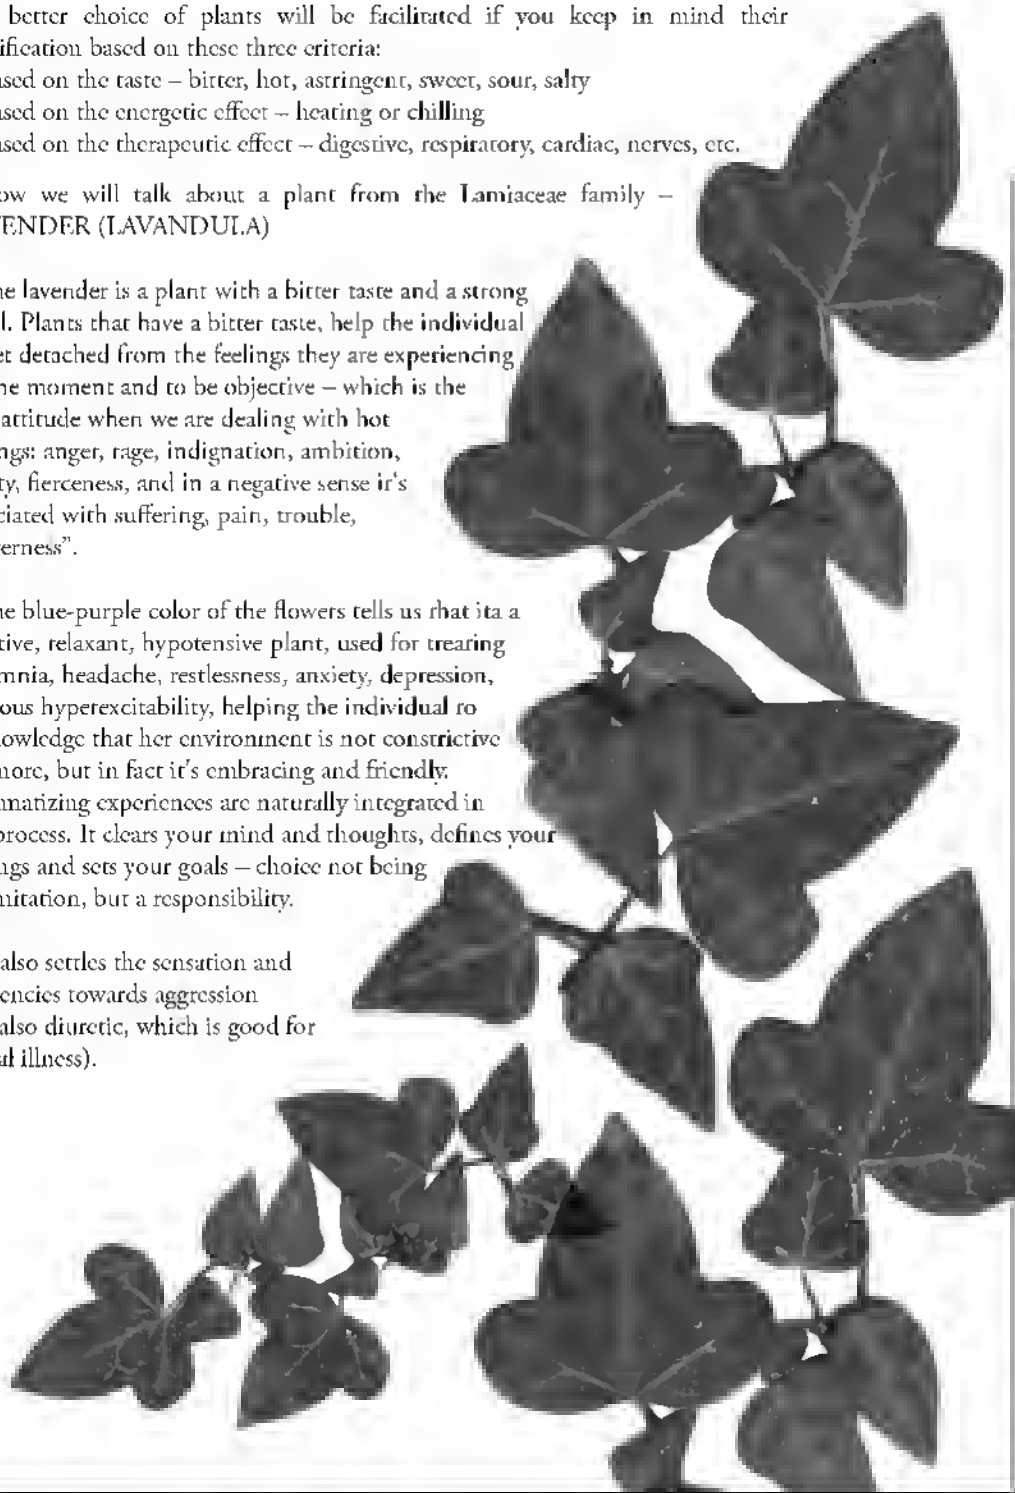 better choice of plants will be facilitated if you keep in mind their
ification based on these three criteria:
ased on the taste – bitter, hot, astringent, sweet, sour, salty
ased on the energetic effect – heating or chilling
ased on the therapeutic effect – digestive, respiratory, cardiac, nerves, etc.
ow we will talk about a plant from the Lamiaceae family –
ENDER (LAVANDULA)
he lavender is a plant with a bitter taste and a strong
l. Plants that have a bitter taste, help the individual
et detached from the feelings they are experiencing
he moment and to be objective – which is the
attitude when we are dealing with hot
ngs: anger, rage, indignation, ambition,
ty, fierceness, and in a negative sense it's
ciated with suffering, pain, trouble,
erness”.
he blue-purple color of the flowers tells us that ita a
tive, relaxant, hypotensive plant, used for treating
mnia, headache, restlessness, anxiety, depression,
ous hyperexcitability, helping the individual to
nowledge that her environment is not constrictive
more, but in fact it's embracing and friendly.
matizing experiences are naturally integrated in
process. It clears your mind and thoughts, defines your
ngs and sets your goals – choice not being
mitation, but a responsibility.
also settles the sensation and
encies towards aggression
also diuretic, which is good for
al illness).